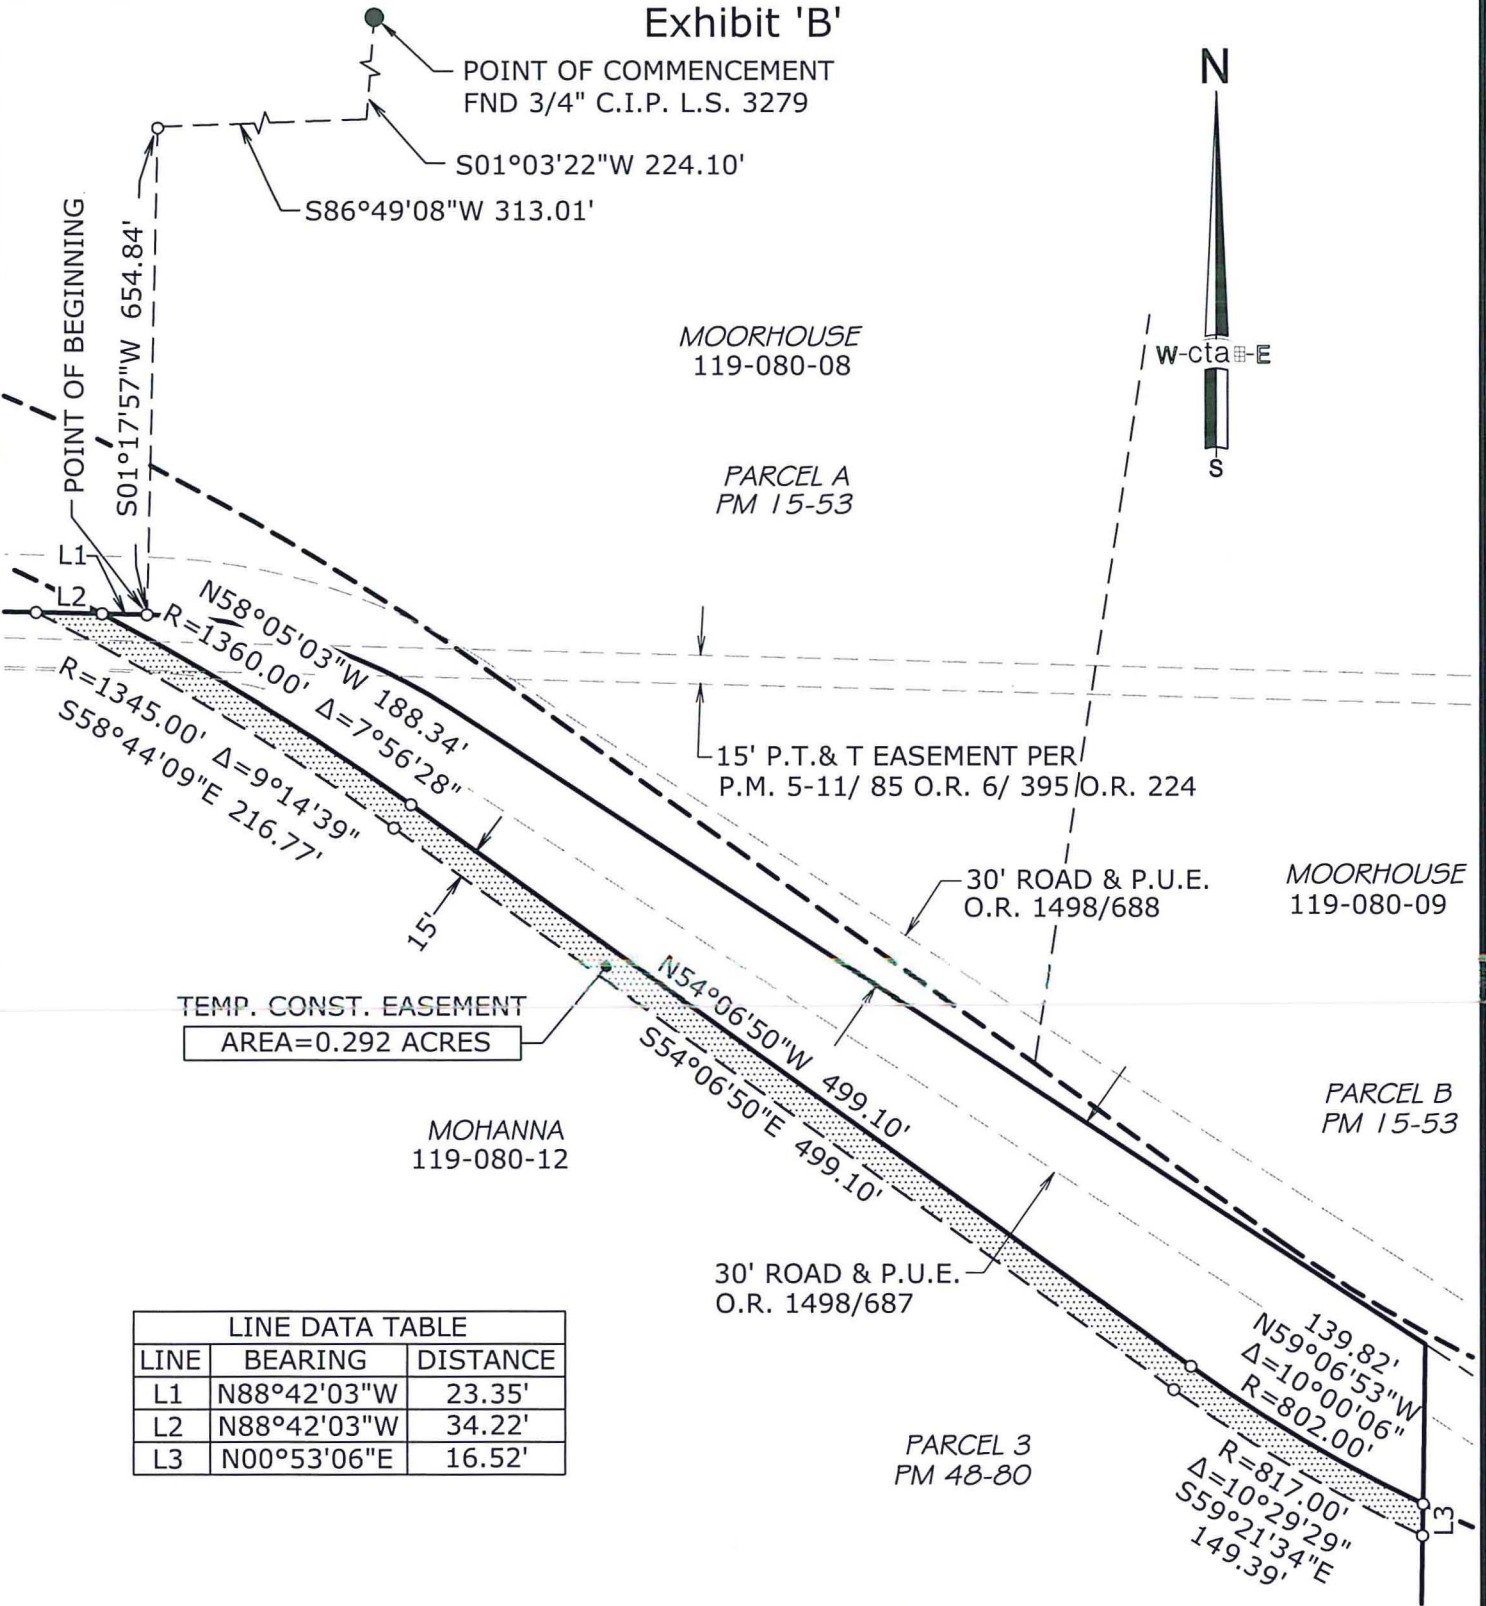 Exhibit 'B'
POINT OF COMMENCEMENT
FND 3/4" C.I.P. L.S. 3279
S01°03'22"W 224.10'
S86°49'08"W 313.01'
POINT OF BEGINNING
S01°17'57"W 654.84'
N
W-cta-E
S
MOORHOUSE
119-080-08
PARCEL A
PM 15-53
L1
L2
N58°05'03"W 188.34'
R=1360.00' Δ=7°56'28"
R=1345.00' Δ=9°14'39"
S58°44'09"E 216.77'
15' P.T.& T EASEMENT PER
P.M. 5-11/ 85 O.R. 6/ 395 O.R. 224
30' ROAD & P.U.E.
O.R. 1498/688
MOORHOUSE
119-080-09
15'
TEMP. CONST. EASEMENT
AREA=0.292 ACRES
N54°06'50"W 499.10'
S54°06'50"E 499.10'
PARCEL B
PM 15-53
MOHANNA
119-080-12
30' ROAD & P.U.E.
O.R. 1498/687
139.82'
N59°06'53"W
Δ=10°00'06"
R=802.00'
R=817.00'
Δ=10°29'29"
S59°21'34"E
149.39'
L3
PARCEL 3
PM 48-80
LINE DATA TABLE
LINE BEARING DISTANCE
L1 N88°42'03"W 23.35'
L2 N88°42'03"W 34.22'
L3 N00°53'06"E 16.52'